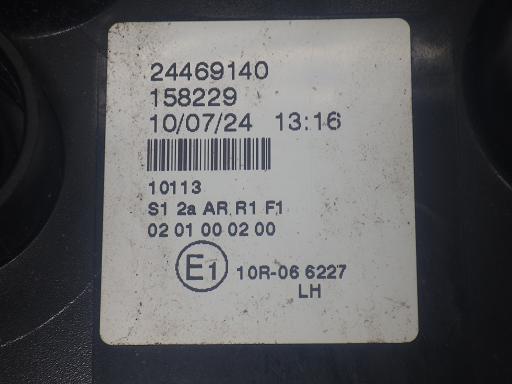 24469140
158229
10/07/24 13:16
10113
S1 2a AR R1 F1
02 01 00 02 00
E1 10R-06 6227
LH